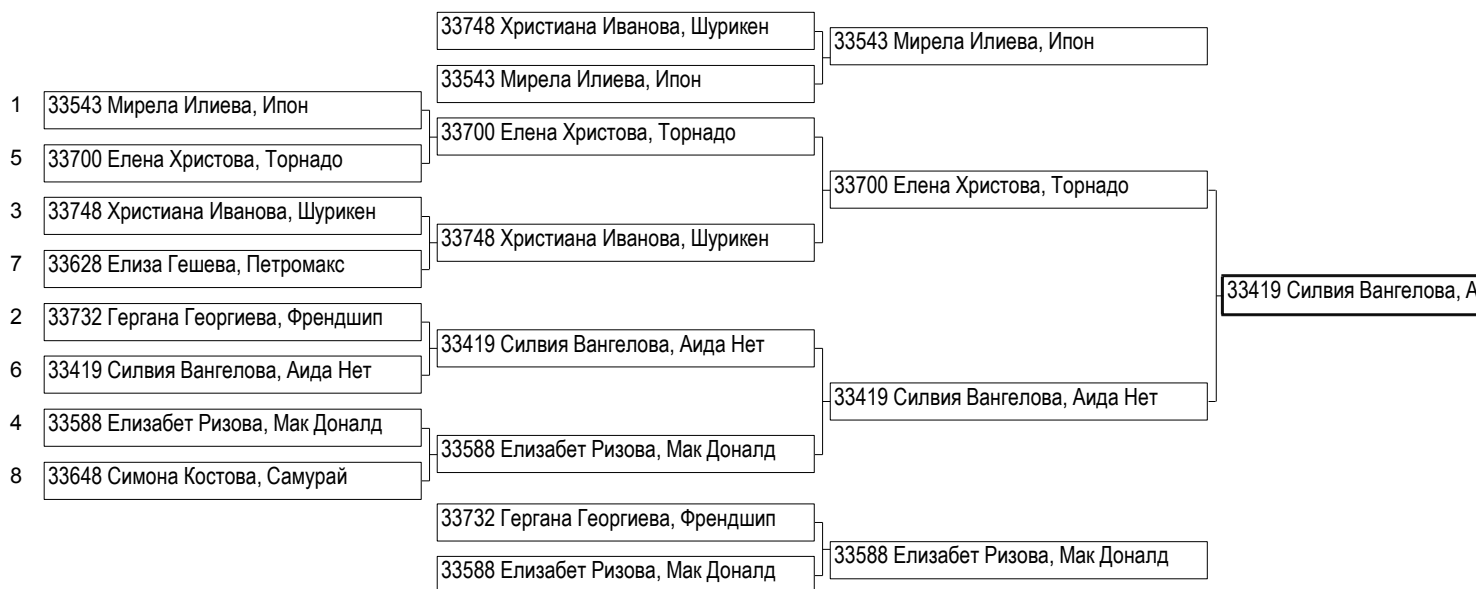 33748 Христиана Иванова, Шурикен
33543 Мирела Илиева, Ипон
33543 Мирела Илиева, Ипон
1 33543 Мирела Илиева, Ипон
33700 Елена Христова, Торнадо
5 33700 Елена Христова, Торнадо
33700 Елена Христова, Торнадо
3 33748 Христиана Иванова, Шурикен
33748 Христиана Иванова, Шурикен
7 33628 Елиза Гешева, Петромакс
33419 Силвия Вангелова, А
2 33732 Гергана Георгиева, Френдшип
33419 Силвия Вангелова, Аида Нет
6 33419 Силвия Вангелова, Аида Нет
33419 Силвия Вангелова, Аида Нет
4 33588 Елизабет Ризова, Мак Доналд
33588 Елизабет Ризова, Мак Доналд
8 33648 Симона Костова, Самурай
33732 Гергана Георгиева, Френдшип
33588 Елизабет Ризова, Мак Доналд
33588 Елизабет Ризова, Мак Доналд